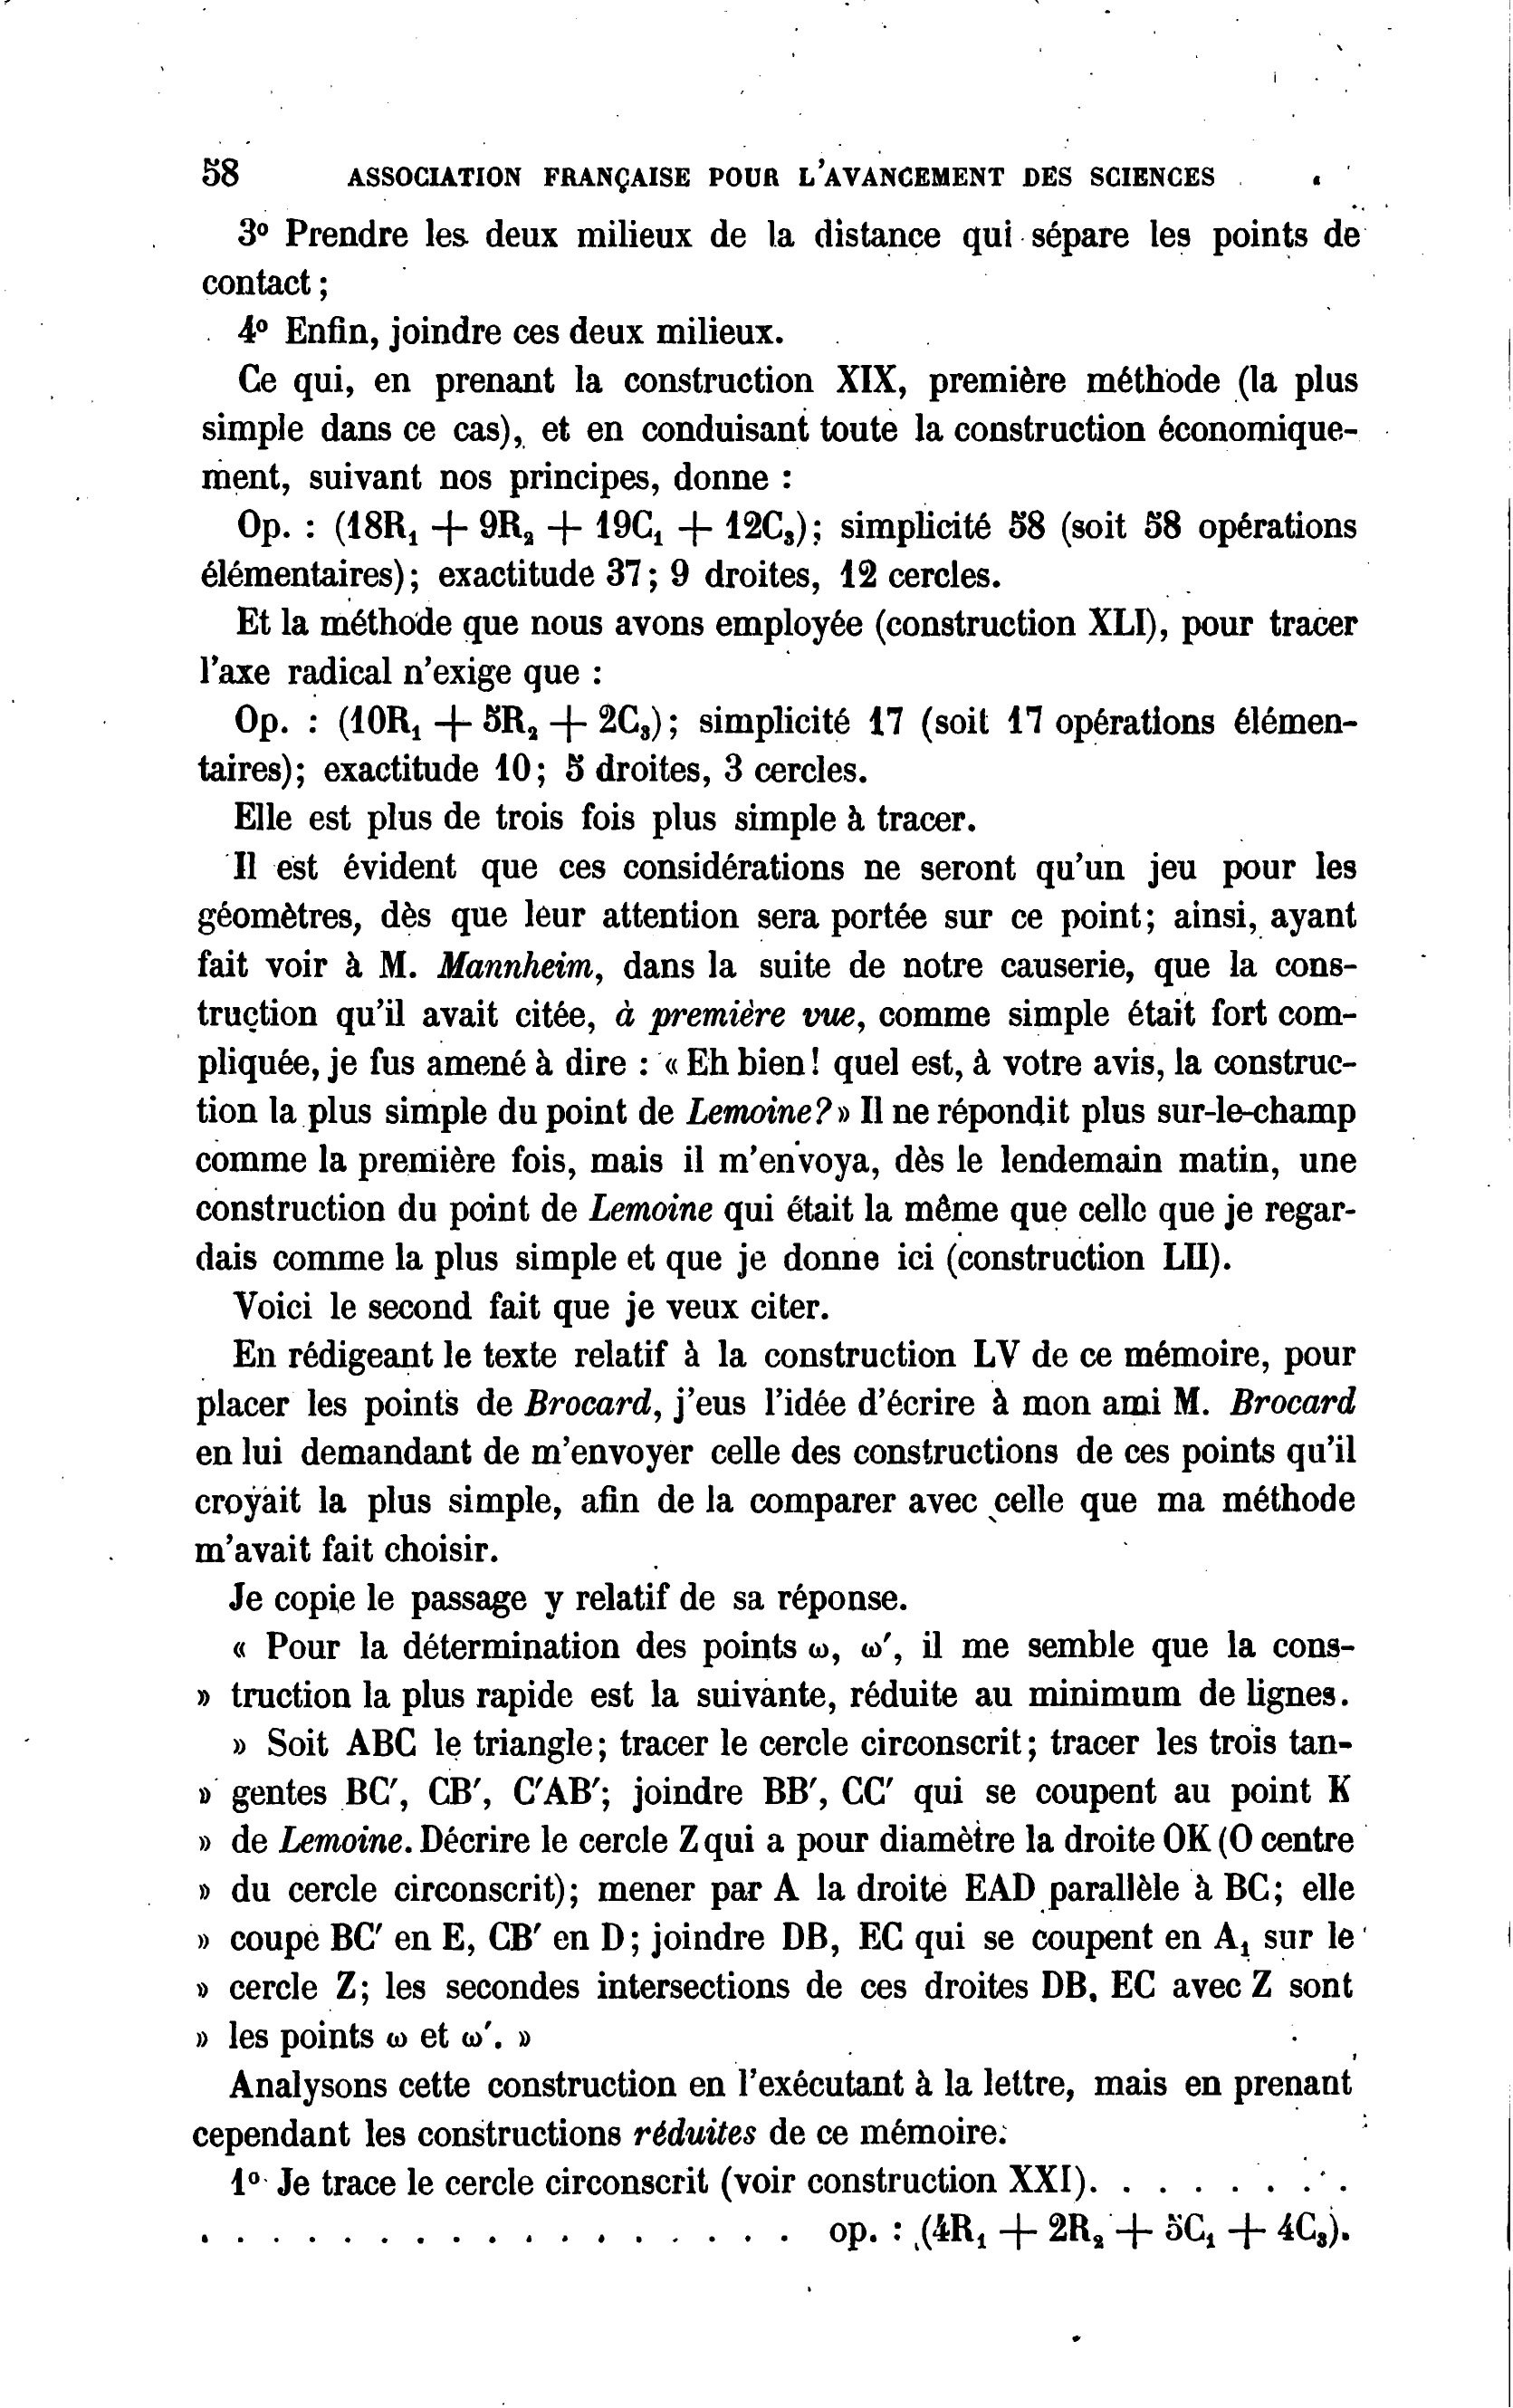 58 ASSOCIATION FRANÇAISE POUR L'AVANCEMENT DES SCIENCES
3º Prendre les deux milieux de la distance qui sépare les points de
contact ;
4º Enfin, joindre ces deux milieux.
Ce qui, en prenant la construction XIX, première méthode (la plus
simple dans ce cas), et en conduisant toute la construction économique-
ment, suivant nos principes, donne :
Op. : (18R₁ + 9R₂ + 19C₁ + 12C₃); simplicité 58 (soit 58 opérations
élémentaires); exactitude 37; 9 droites, 12 cercles.
Et la méthode que nous avons employée (construction XLI), pour tracer
l'axe radical n'exige que :
Op. : (10R₁ + 5R₂ + 2C₃); simplicité 17 (soit 17 opérations élémen-
taires); exactitude 10; 5 droites, 3 cercles.
Elle est plus de trois fois plus simple à tracer.
Il est évident que ces considérations ne seront qu'un jeu pour les
géomètres, dès que leur attention sera portée sur ce point; ainsi, ayant
fait voir à M. Mannheim, dans la suite de notre causerie, que la cons-
truction qu'il avait citée, à première vue, comme simple était fort com-
pliquée, je fus amené à dire : « Eh bien! quel est, à votre avis, la construc-
tion la plus simple du point de Lemoine? » Il ne répondit plus sur-le-champ
comme la première fois, mais il m'envoya, dès le lendemain matin, une
construction du point de Lemoine qui était la même que celle que je regar-
dais comme la plus simple et que je donne ici (construction LII).
Voici le second fait que je veux citer.
En rédigeant le texte relatif à la construction LV de ce mémoire, pour
placer les points de Brocard, j'eus l'idée d'écrire à mon ami M. Brocard
en lui demandant de m'envoyer celle des constructions de ces points qu'il
croyait la plus simple, afin de la comparer avec celle que ma méthode
m'avait fait choisir.
Je copie le passage y relatif de sa réponse.
« Pour la détermination des points ω, ω′, il me semble que la cons-
» truction la plus rapide est la suivante, réduite au minimum de lignes.
» Soit ABC le triangle; tracer le cercle circonscrit; tracer les trois tan-
» gentes BC′, CB′, C′AB′; joindre BB′, CC′ qui se coupent au point K
» de Lemoine. Décrire le cercle Z qui a pour diamètre la droite OK (O centre
» du cercle circonscrit); mener par A la droite EAD parallèle à BC; elle
» coupe BC′ en E, CB′ en D; joindre DB, EC qui se coupent en A₁ sur le
» cercle Z; les secondes intersections de ces droites DB, EC avec Z sont
» les points ω et ω′. »
Analysons cette construction en l'exécutant à la lettre, mais en prenant
cependant les constructions réduites de ce mémoire.
1º Je trace le cercle circonscrit (voir construction XXI). . . . . . . .
. . . . . . . . . . . . . . . . . op. : (4R₁ + 2R₂ + 5C₁ + 4C₃).